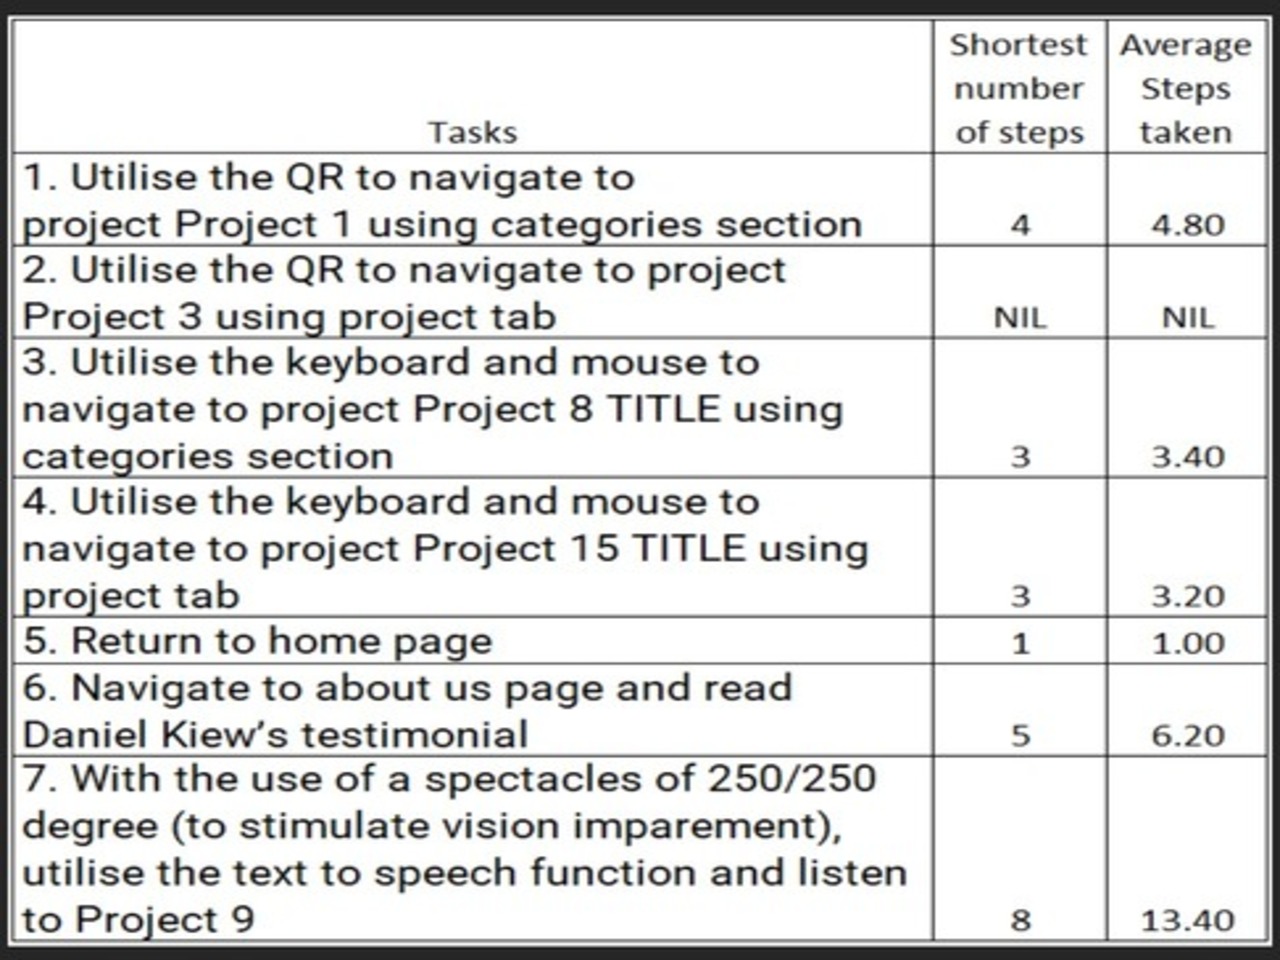 Tasks
Shortest
number
of steps
Average
Steps
taken
1. Utilise the QR to navigate to
project Project 1 using categories section
4
4.80
2. Utilise the QR to navigate to project
Project 3 using project tab
NIL
NIL
3. Utilise the keyboard and mouse to
navigate to project Project 8 TITLE using
categories section
3
3.40
4. Utilise the keyboard and mouse to
navigate to project Project 15 TITLE using
project tab
3
3.20
5. Return to home page
1
1.00
6. Navigate to about us page and read
Daniel Kiew’s testimonial
5
6.20
7. With the use of a spectacles of 250/250
degree (to stimulate vision imparement),
utilise the text to speech function and listen
to Project 9
8
13.40